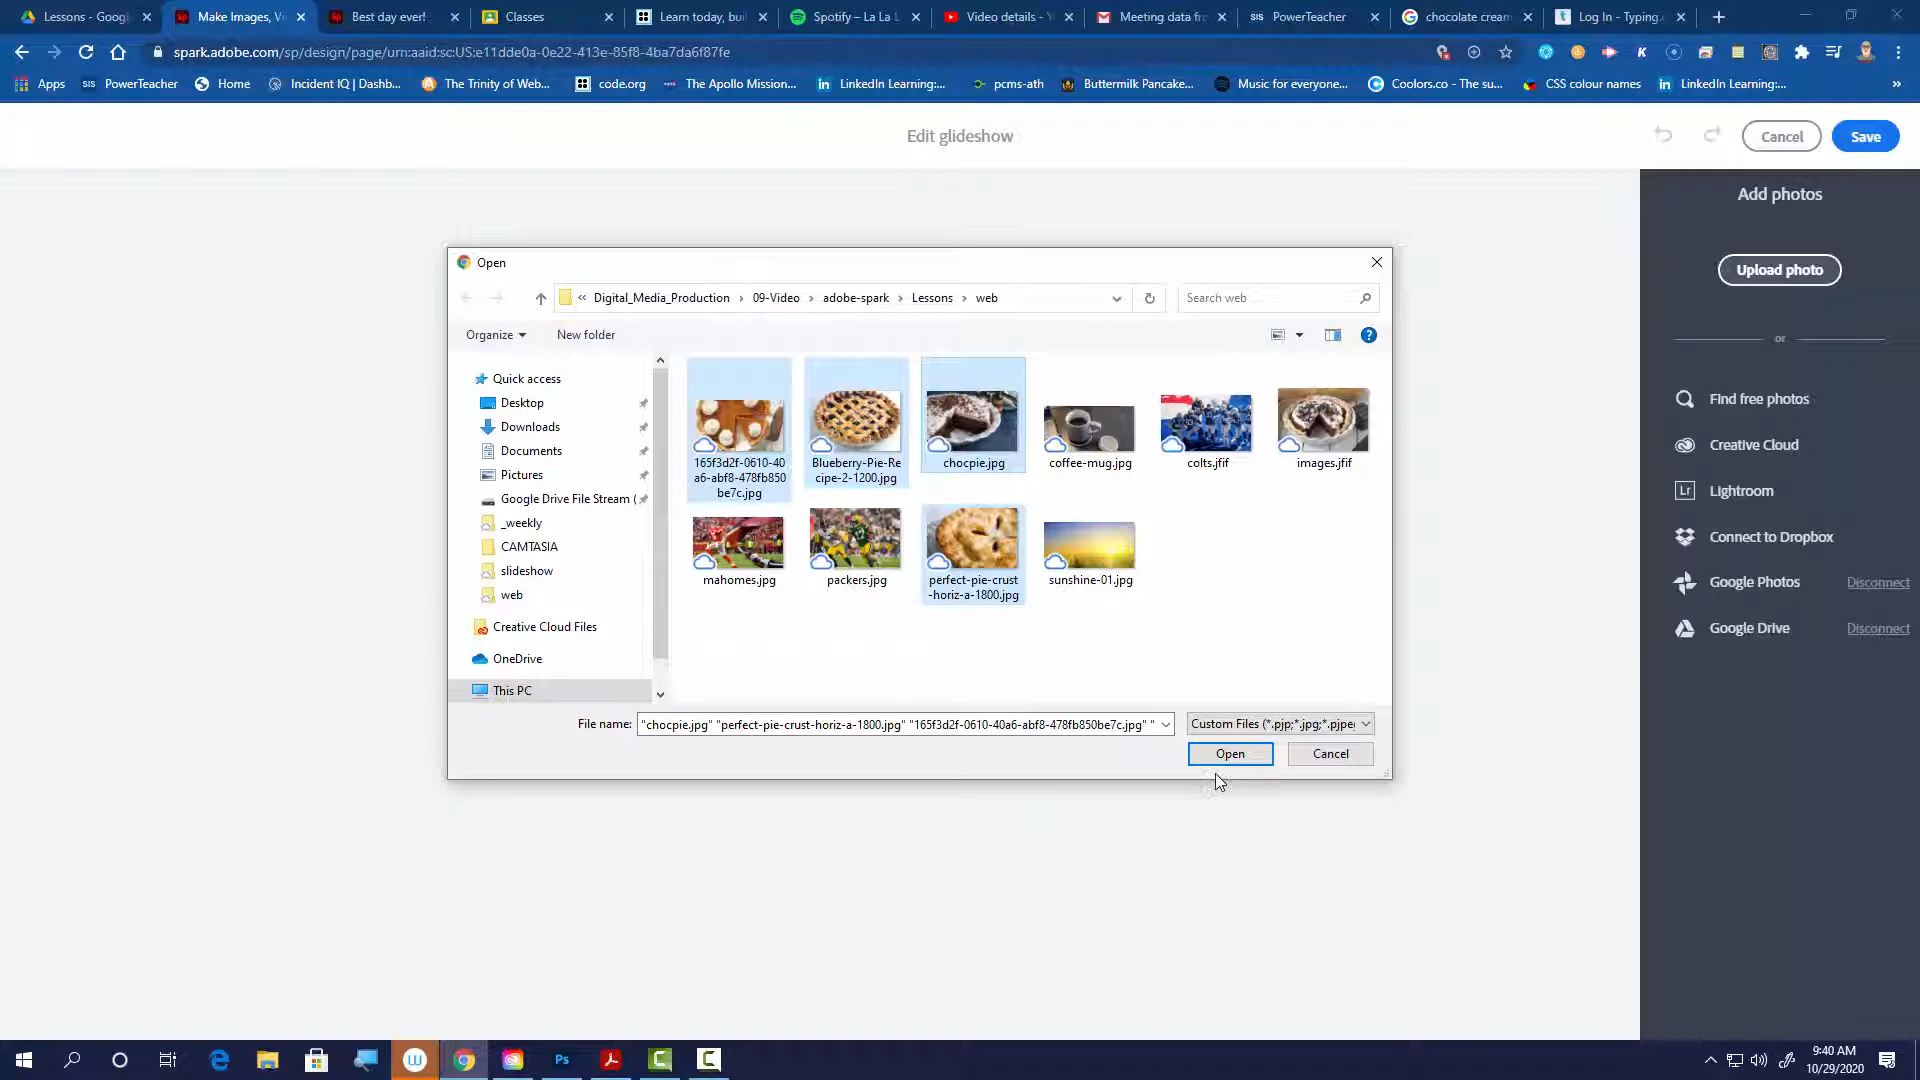 Lessons - Googl
Make Images, Vi
Best day ever!
Classes
Learn today, bui
Spotify – La La L
Video details - Y
Meeting data fr
PowerTeacher
chocolate cream
Log In - Typing.c
spark.adobe.com/sp/design/page/urn:aaid:sc:US:e11dde0a-0e22-413e-85f8-4ba7da6f87fe
Apps
SIS PowerTeacher
Home
Incident IQ | Dashb...
The Trinity of Web...
code.org
The Apollo Mission...
LinkedIn Learning:...
pcms-ath
Buttermilk Pancake...
Music for everyone...
Coolors.co - The su...
CSS colour names
LinkedIn Learning:...
Edit glideshow
Cancel
Save
Add photos
Upload photo
or
Find free photos
Creative Cloud
Lr Lightroom
Connect to Dropbox
Google Photos Disconnect
Google Drive Disconnect
Open
« Digital_Media_Production › 09-Video › adobe-spark › Lessons › web
Search web
Organize
New folder
Quick access
Desktop
Downloads
Documents
Pictures
Google Drive File Stream (
_weekly
CAMTASIA
slideshow
web
Creative Cloud Files
OneDrive
This PC
165f3d2f-0610-40
a6-abf8-478fb850
be7c.jpg
Blueberry-Pie-Re
cipe-2-1200.jpg
chocpie.jpg
coffee-mug.jpg
colts.jfif
images.jfif
mahomes.jpg
packers.jpg
perfect-pie-crust
-horiz-a-1800.jpg
sunshine-01.jpg
File name:
"chocpie.jpg" "perfect-pie-crust-horiz-a-1800.jpg" "165f3d2f-0610-40a6-abf8-478fb850be7c.jpg" "
Custom Files (*.pjp;*.jpg;*.pjpe
Open
Cancel
Ps
9:40 AM
10/29/2020